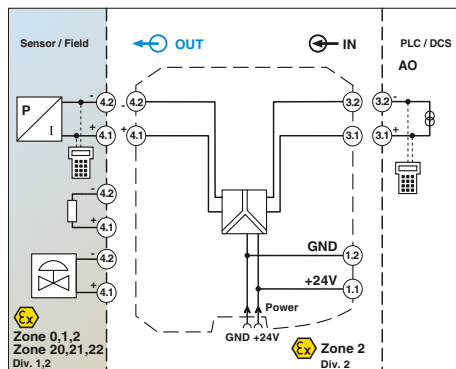 Sensor / Field
OUT
IN
PLC / DCS
AO
P
I
-
4.2
-
4.2
3.2
3.2
-
+
4.1
+
4.1
3.1
3.1
+
-
4.2
+
4.1
-
4.2
+
4.1
GND
1.2
+24V
1.1
Power
GND +24V
Ex
Zone 0,1,2
Zone 20,21,22
Div. 1,2
Ex
Zone 2
Div. 2